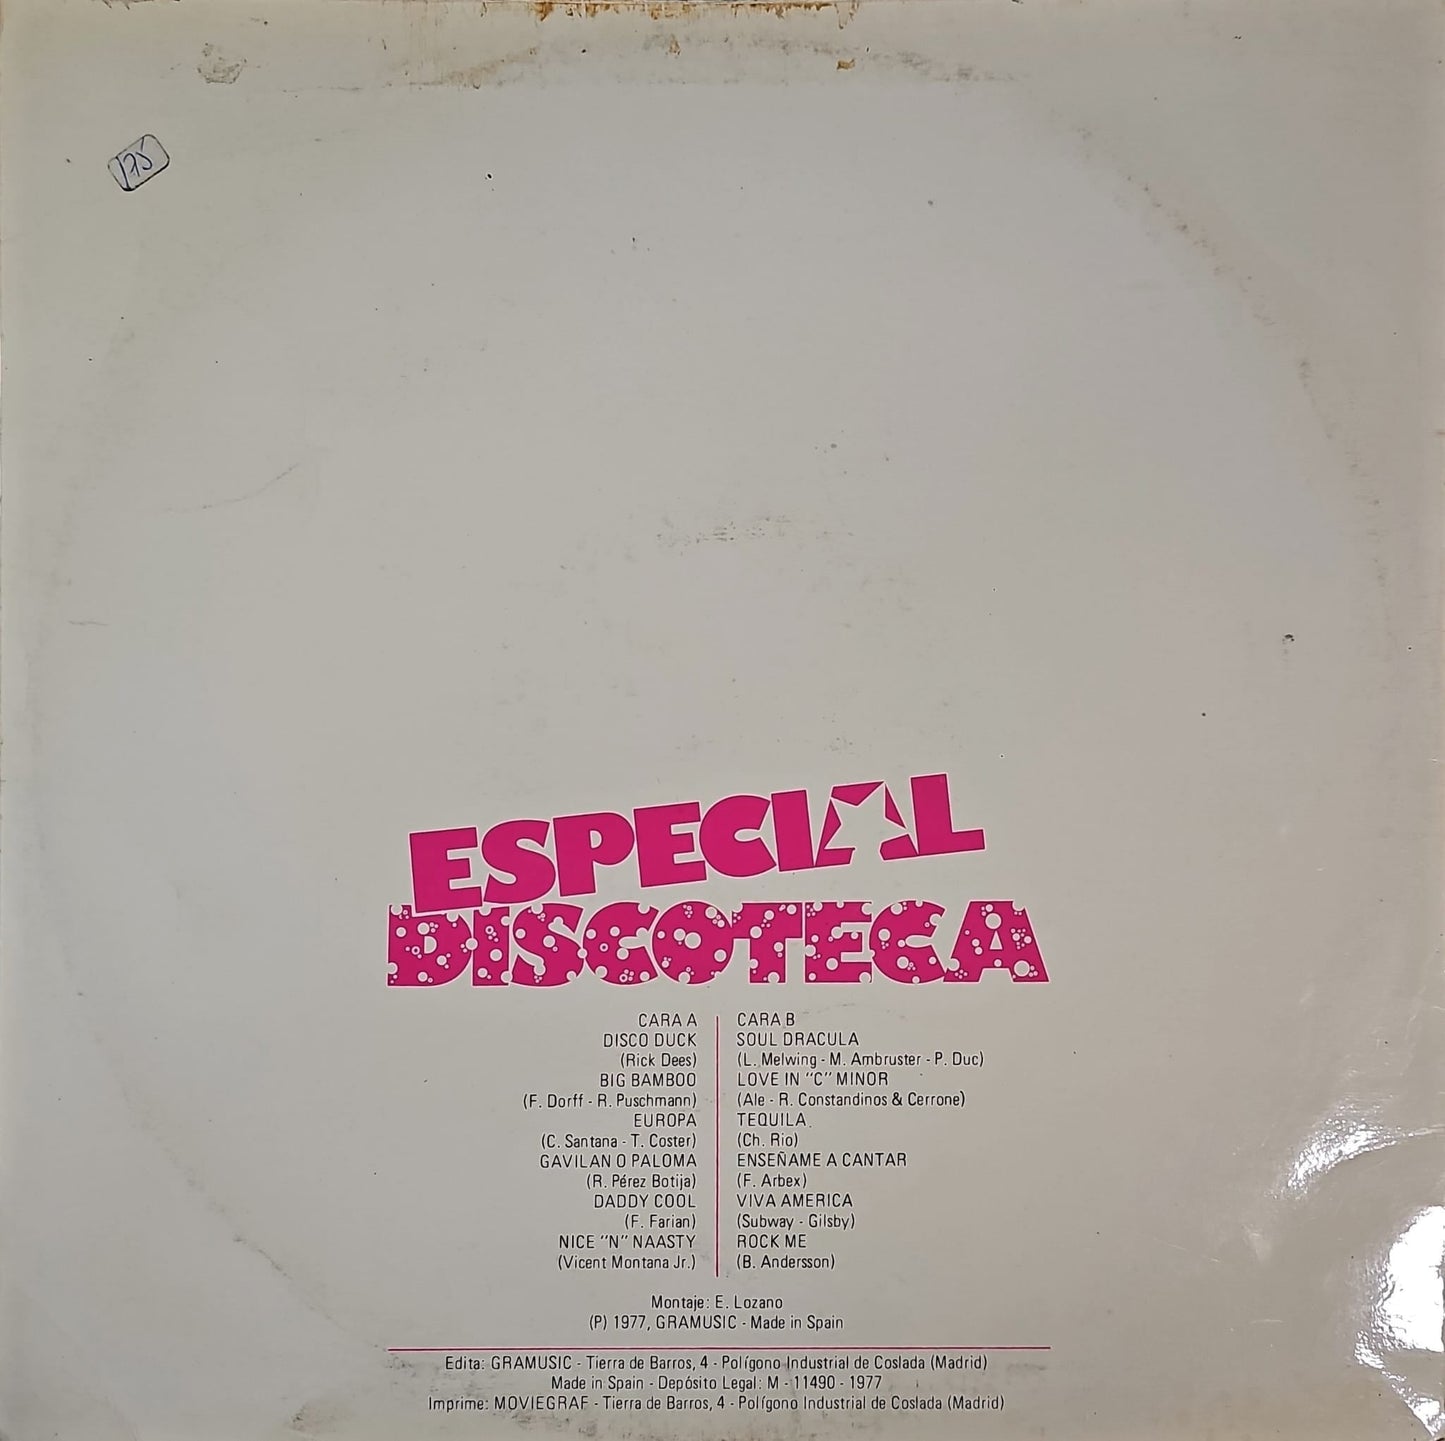 175
ESPECIAL
DISCOTECA
CARA A
DISCO DUCK
(Rick Dees)
BIG BAMBOO
(F. Dorff - R. Puschmann)
EUROPA
(C. Santana - T. Coster)
GAVILAN O PALOMA
(R. Pérez Botija)
DADDY COOL
(F. Farian)
NICE "N" NAASTY
(Vicent Montana Jr.)
CARA B
SOUL DRACULA
(L. Melwing - M. Ambruster - P. Duc)
LOVE IN "C" MINOR
(Ale - R. Constandinos & Cerrone)
TEQUILA
(Ch. Rio)
ENSEÑAME A CANTAR
(F. Arbex)
VIVA AMERICA
(Subway - Gilsby)
ROCK ME
(B. Andersson)
Montaje: E. Lozano
(P) 1977, GRAMUSIC - Made in Spain
Edita: GRAMUSIC - Tierra de Barros, 4 - Polígono Industrial de Coslada (Madrid)
Made in Spain - Depósito Legal: M - 11490 - 1977
Imprime: MOVIEGRAF - Tierra de Barros, 4 - Polígono Industrial de Coslada (Madrid)